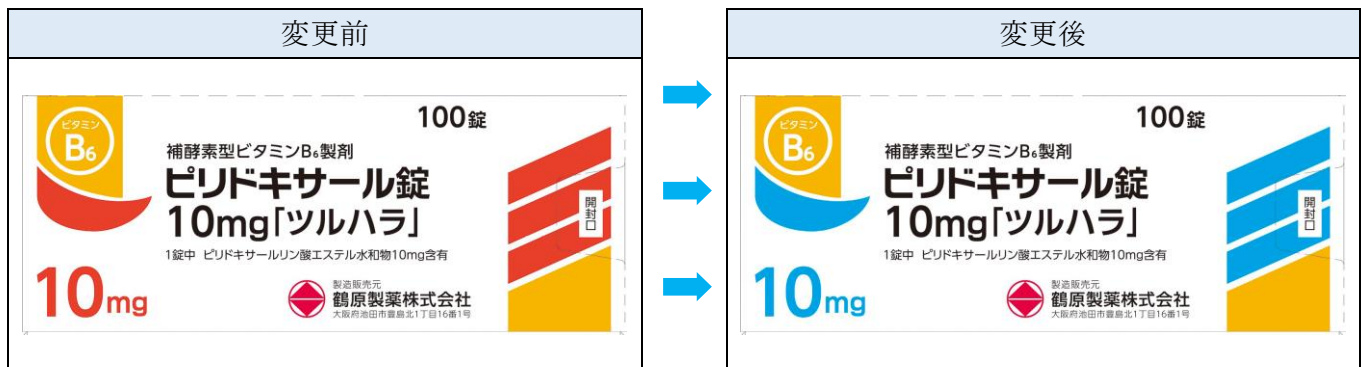 変更前
ビタミン
B₆
100錠
補酵素型ビタミンB₆製剤
ピリドキサール錠
10mg「ツルハラ」
1錠中 ピリドキサールリン酸エステル水和物10mg含有
開封口
10mg
製造販売元
鶴原製薬株式会社
大阪府池田市豊島北1丁目16番1号
変更後
ビタミン
B₆
100錠
補酵素型ビタミンB₆製剤
ピリドキサール錠
10mg「ツルハラ」
1錠中 ピリドキサールリン酸エステル水和物10mg含有
開封口
10mg
製造販売元
鶴原製薬株式会社
大阪府池田市豊島北1丁目16番1号